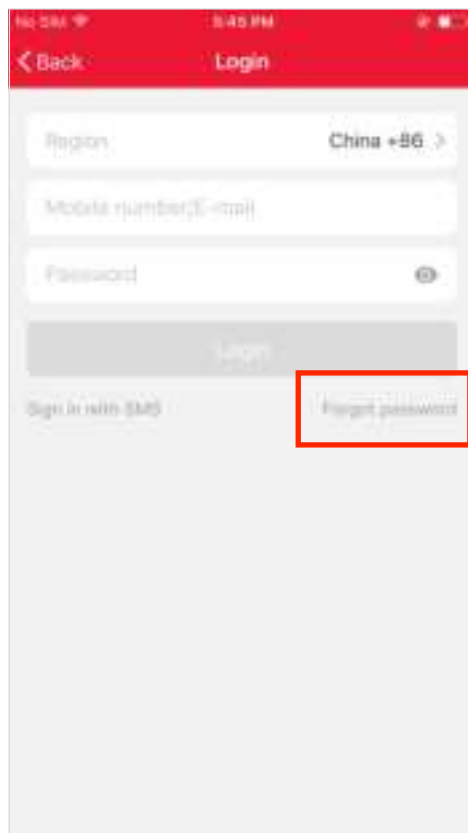 No SIM 5:45 PM
Back Login
Region China +86
Mobile number/E-mail
Password
Login
Sign in with SMS Forgot password